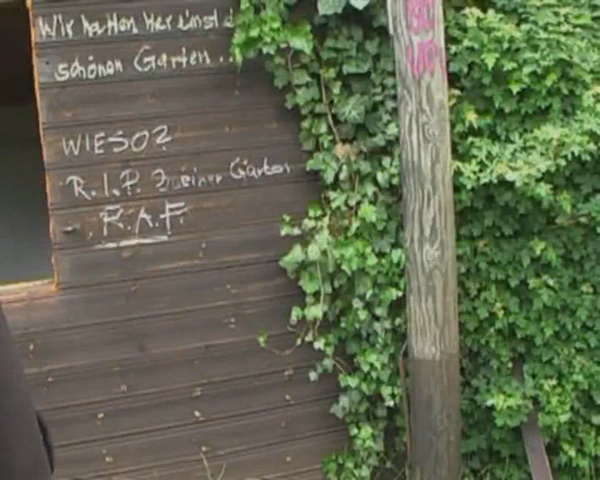 Wir hatten hier einst
schönen Garten..
WIESO?
R.I.P. Garten
R.A.F.